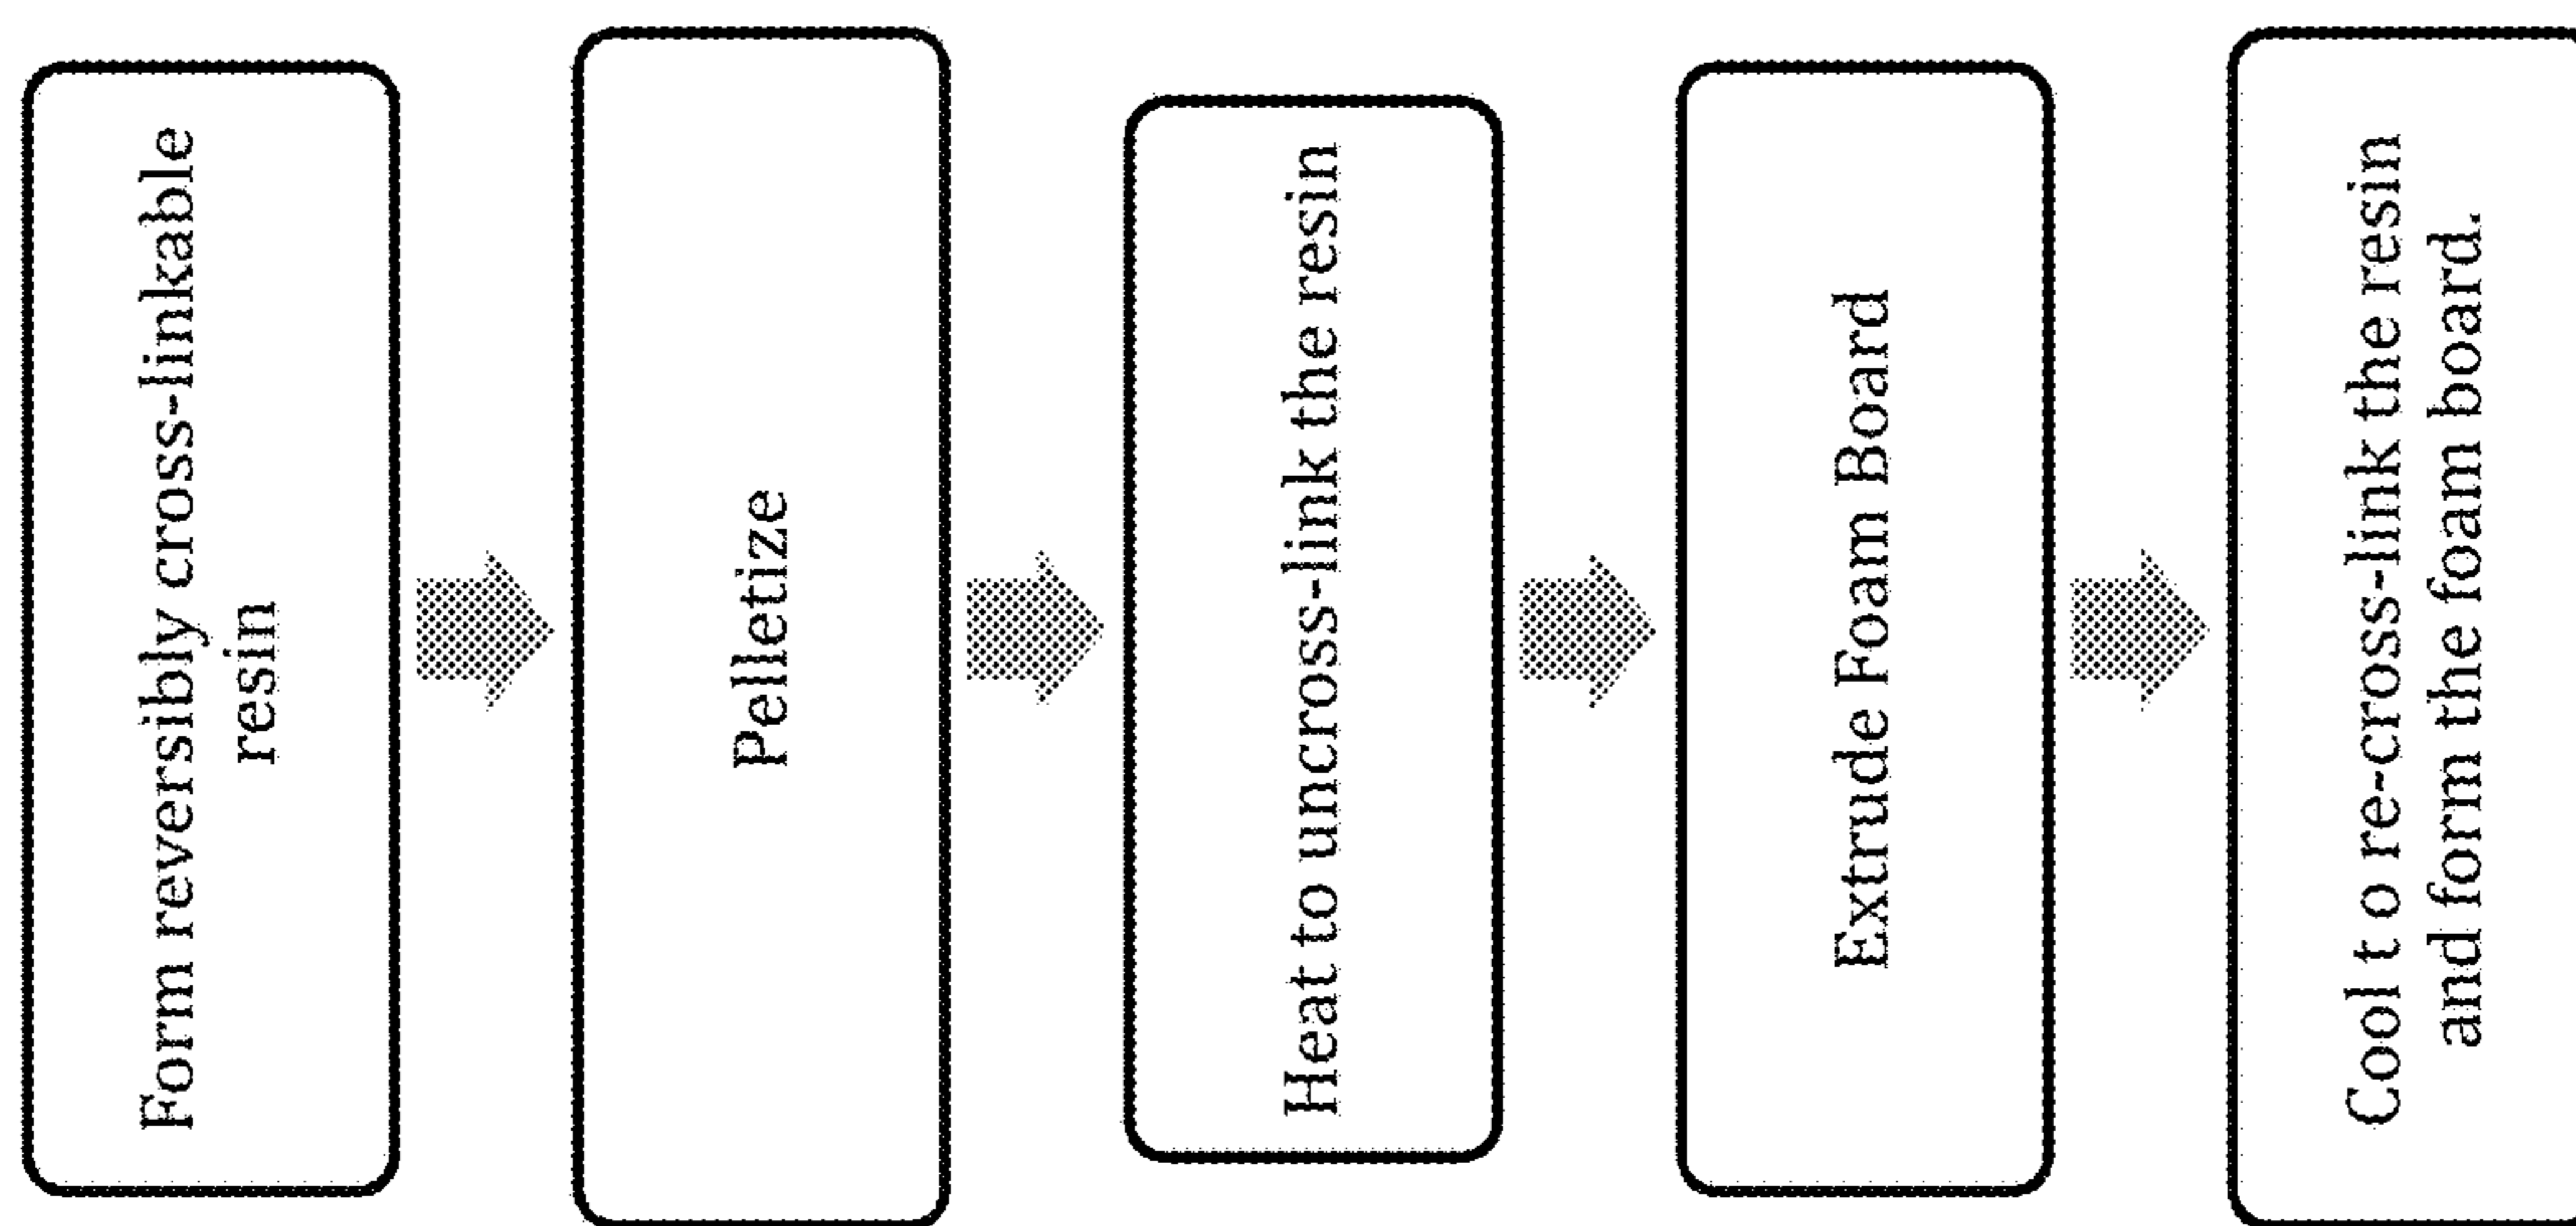 Form reversibly cross-linkable
resin
Pelletize
Heat to uncross-link the resin
Extrude Foam Board
Cool t o re-cross-link the resin
and form the foam board.